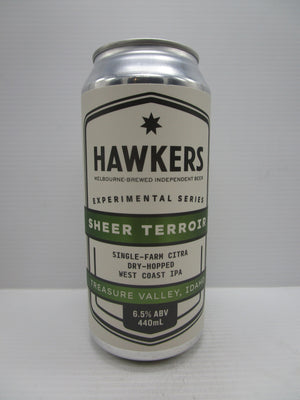 HAWKERS
MELBOURNE-BREWED INDEPENDENT BEER
EXPERIMENTAL SERIES
SHEER TERROIR
SINGLE-FARM CITRA
DRY-HOPPED
WEST COAST IPA
TREASURE VALLEY, IDAHO
6.5% ABV
440mL